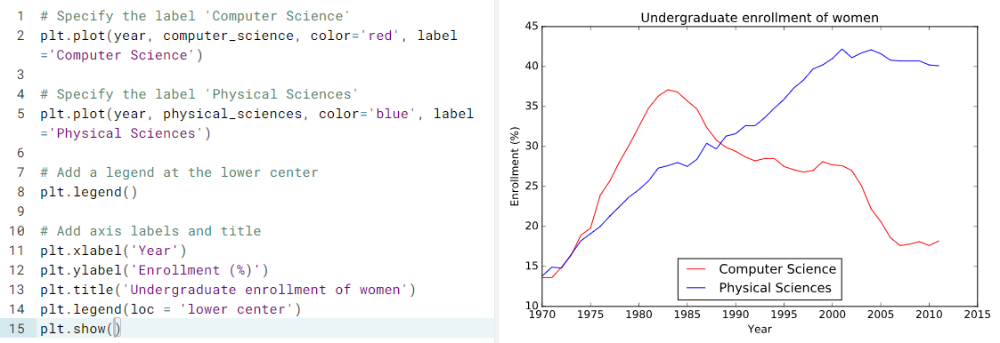 1 # Specify the label 'Computer Science'
2 plt.plot(year, computer_science, color='red', label
='Computer Science')
3
4 # Specify the label 'Physical Sciences'
5 plt.plot(year, physical_sciences, color='blue', label
='Physical Sciences')
6
7 # Add a legend at the lower center
8 plt.legend()
9
10 # Add axis labels and title
11 plt.xlabel('Year')
12 plt.ylabel('Enrollment (%)')
13 plt.title('Undergraduate enrollment of women')
14 plt.legend(loc = 'lower center')
15 plt.show()
Undergraduate enrollment of women
45
40
35
30
25
20
15
10
Enrollment (%)
Computer Science
Physical Sciences
1970 1975 1980 1985 1990 1995 2000 2005 2010 2015
Year